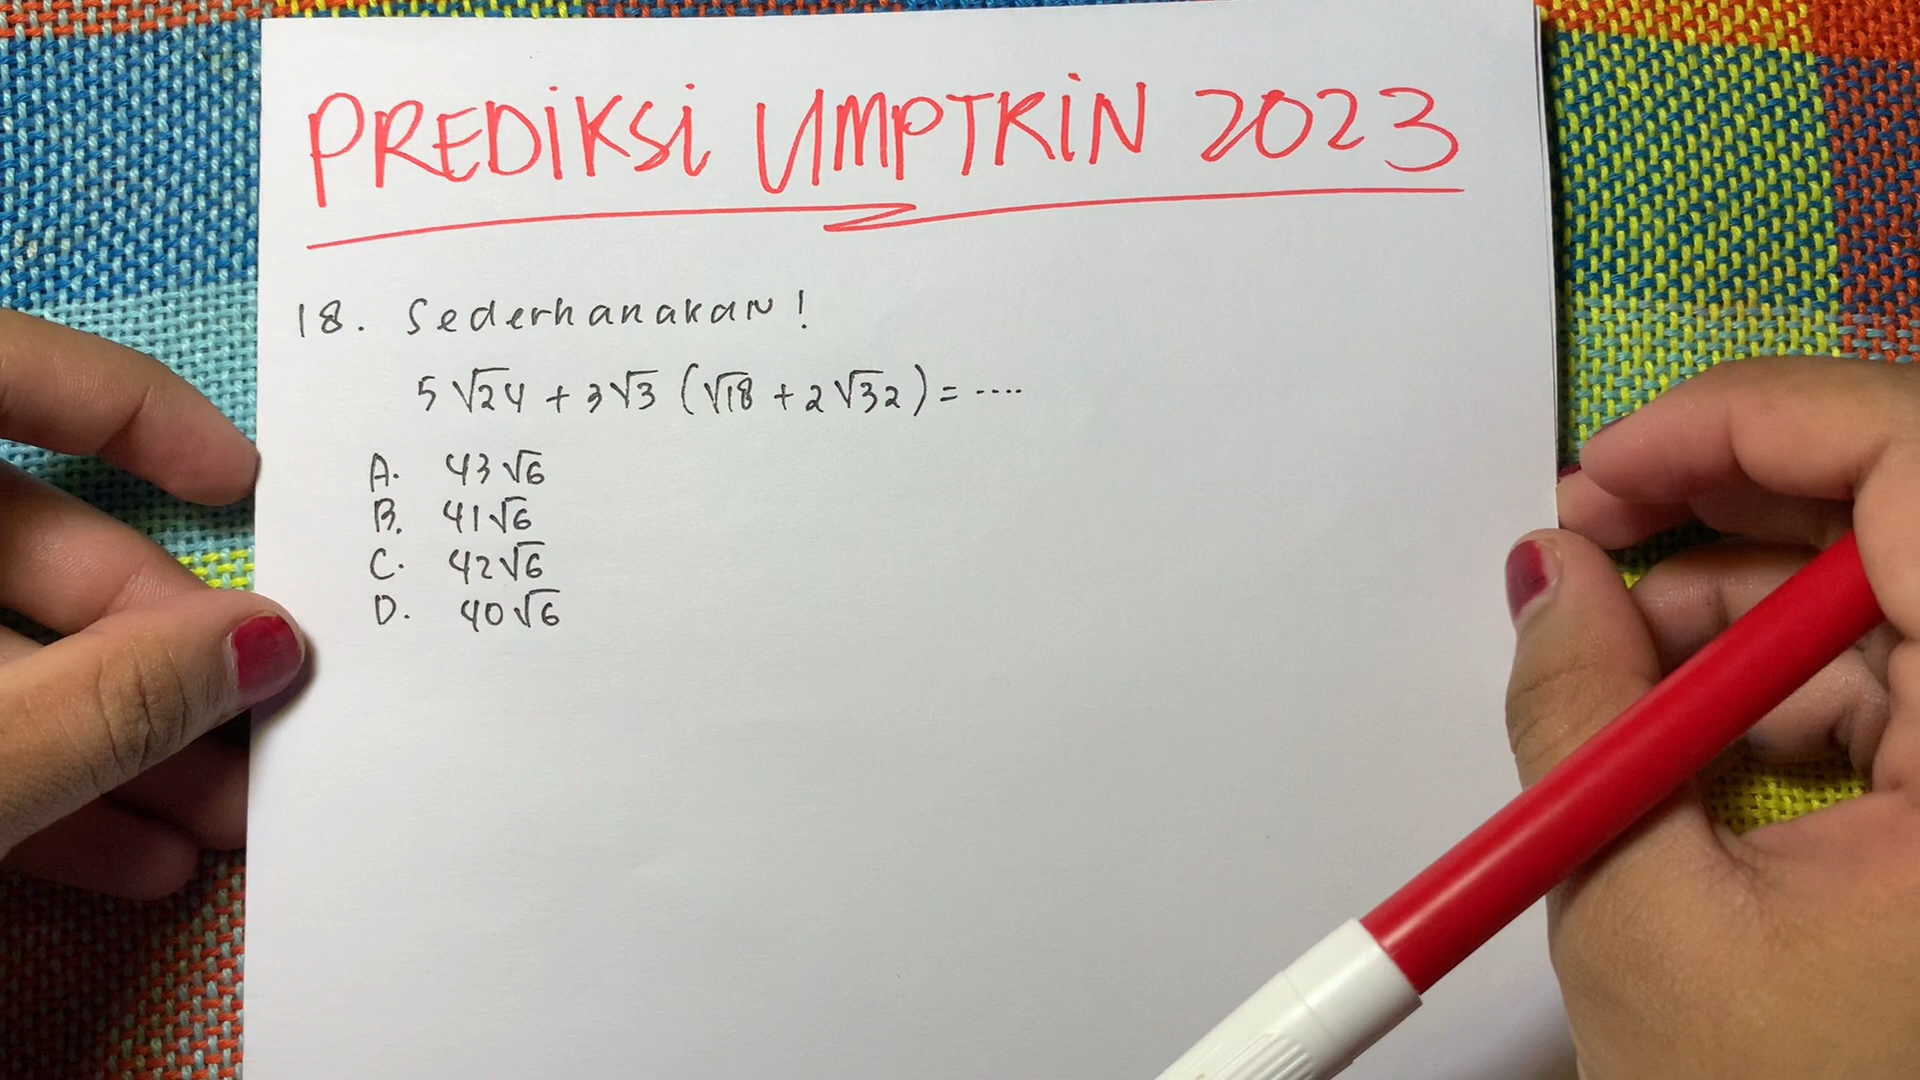 PREDIKSI UMPTKIN 2023
18. Sederhanakan!
5√24 + 3√3 (√18 + 2√32) = ....
A. 43√6
B. 41√6
C. 42√6
D. 40√6